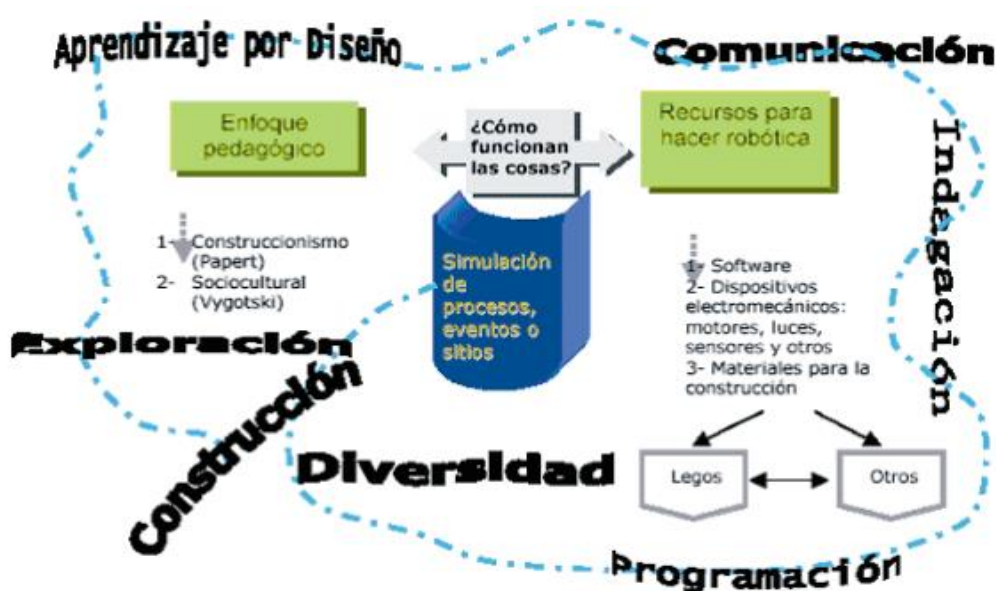 Aprendizaje por Diseño
Comunicación
Enfoque
pedagógico
¿Cómo
funcionan
las cosas?
Recursos para
hacer robótica
Indagación
1- Construccionismo
(Papert)
2- Sociocultural
(Vygotski)
Simulación
de
procesos,
eventos o
sitios
1- Software
2- Dispositivos
electromecánicos:
motores, luces,
sensores y otros
3- Materiales para la
construcción
Exploración
Construcción
Diversidad
Legos
Otros
Programación